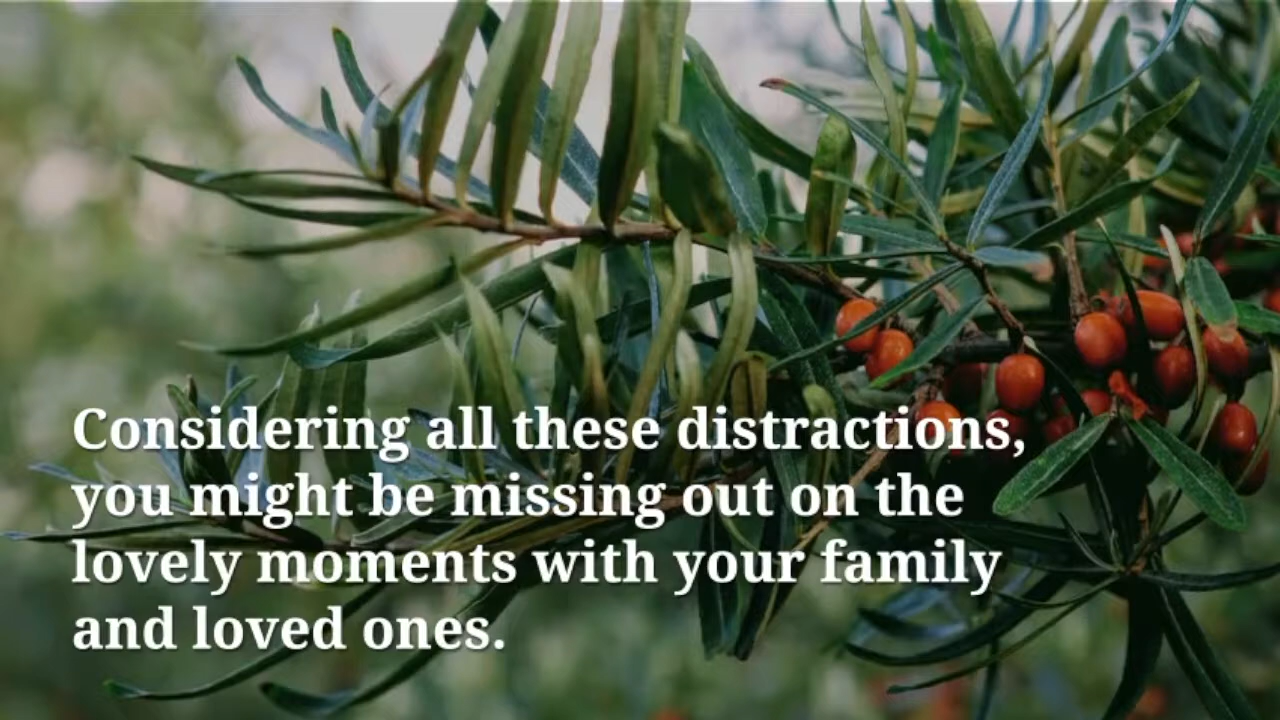 Considering all these distractions,
you might be missing out on the
lovely moments with your family
and loved ones.